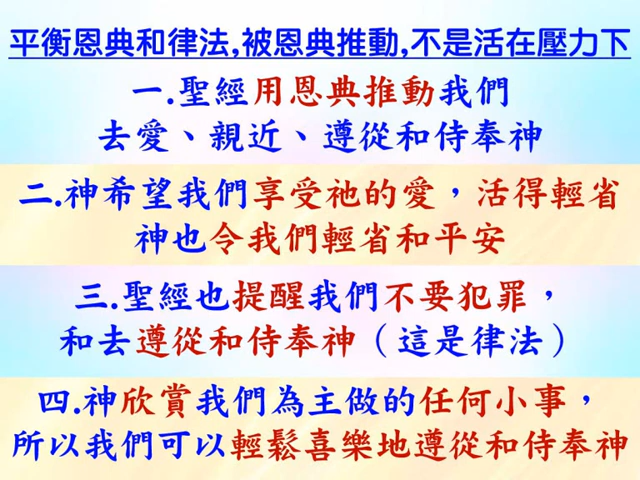 平衡恩典和律法,被恩典推動,不是活在壓力下
一.聖經用恩典推動我們
去愛、親近、遵從和侍奉神
二.神希望我們享受祂的愛，活得輕省
神也令我們輕省和平安
三.聖經也提醒我們不要犯罪，
和去遵從和侍奉神（這是律法）
四.神欣賞我們為主做的任何小事，
所以我們可以輕鬆喜樂地遵從和侍奉神